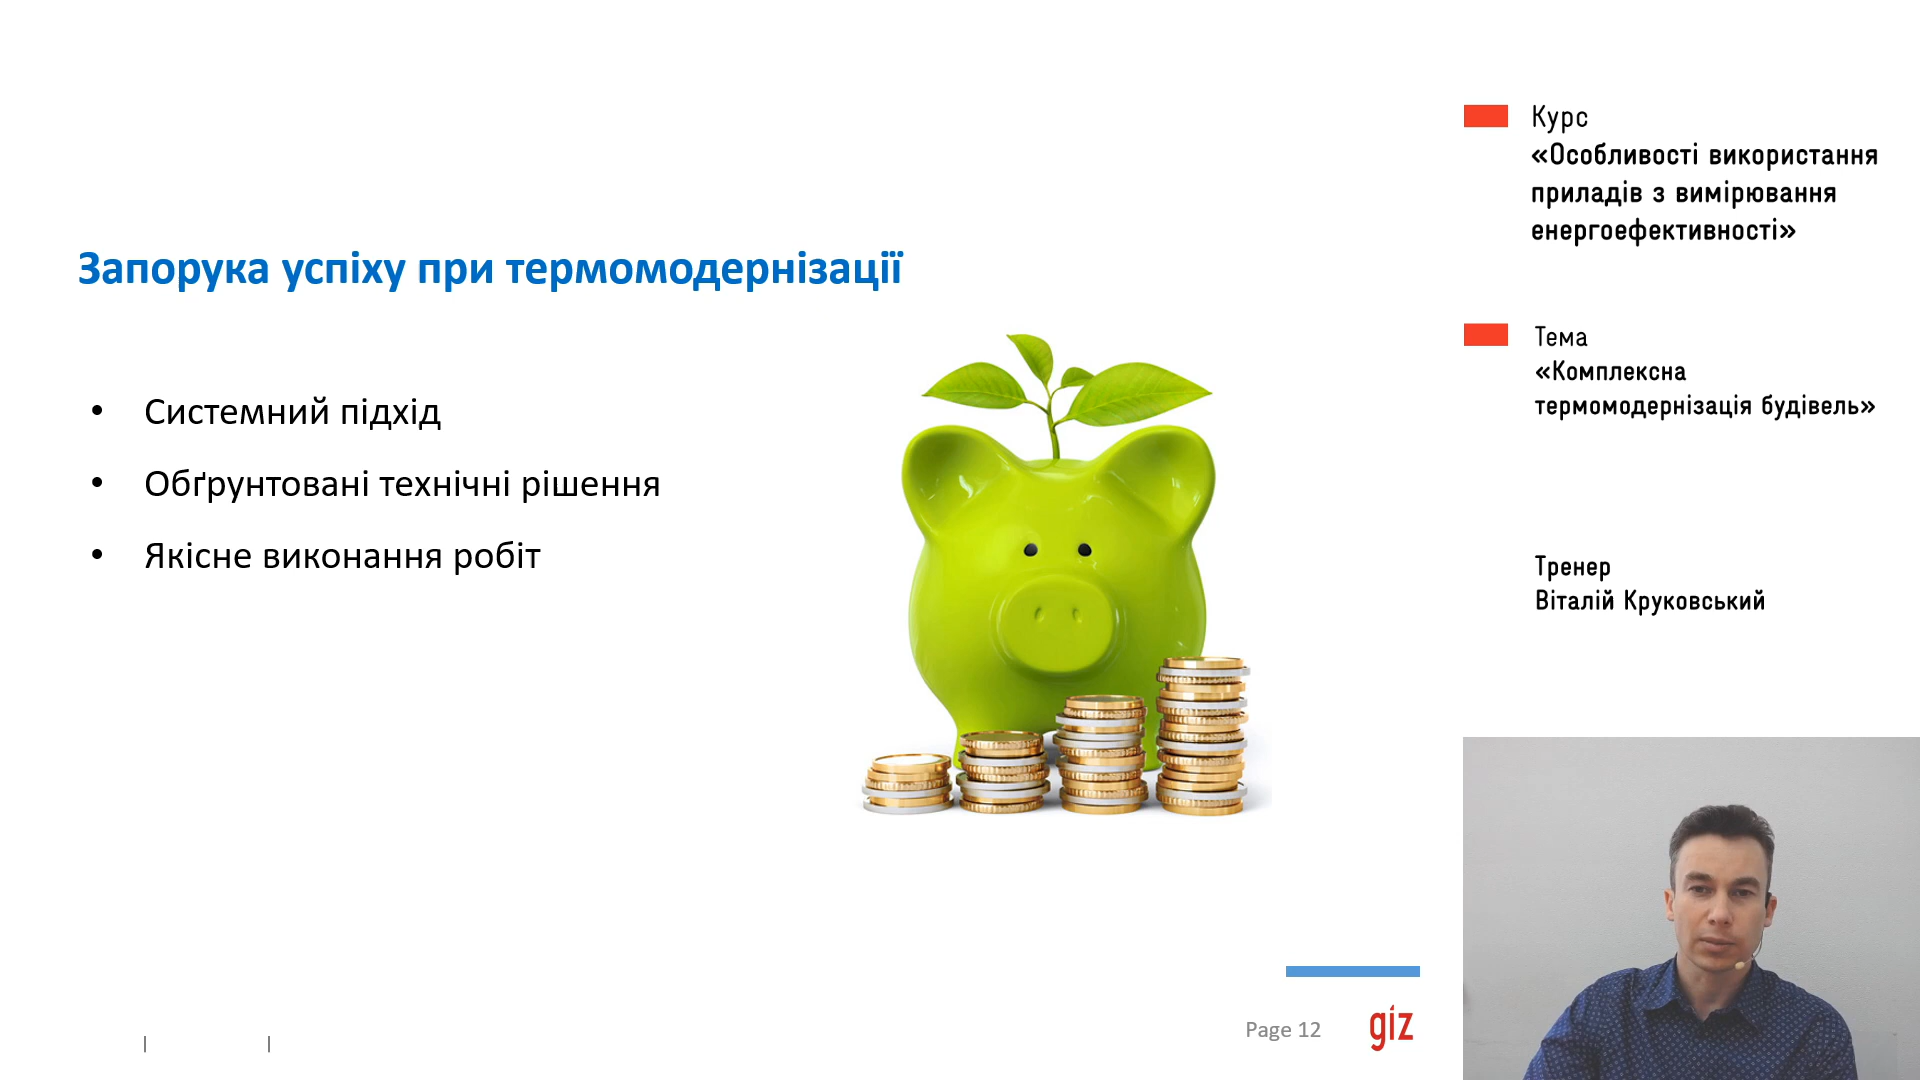 Запорука успіху при термомодернізації
• Системний підхід
• Обґрунтовані технічні рішення
• Якісне виконання робіт
Page 12
giz
Курс
«Особливості використання
приладів з вимірювання
енергоефективності»
Тема
«Комплексна
термомодернізація будівель»
Тренер
Віталій Круковський